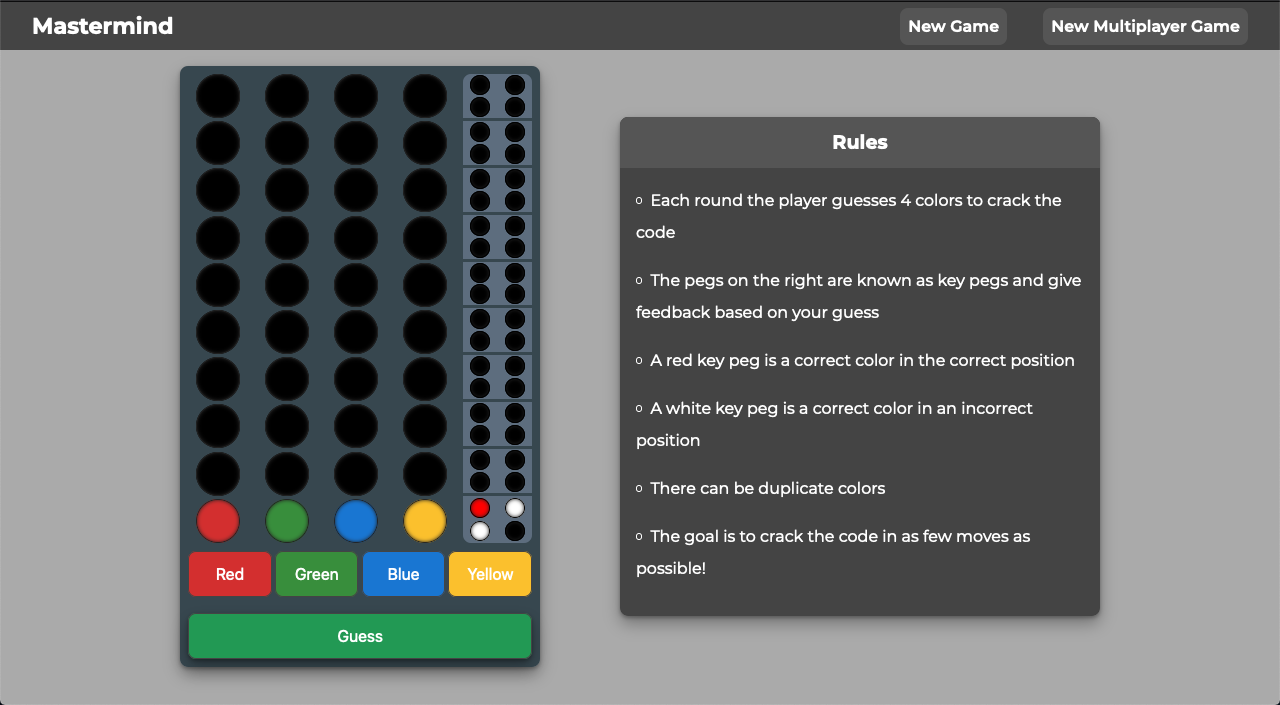 Mastermind
New Game
New Multiplayer Game
Rules
o Each round the player guesses 4 colors to crack the
code
o The pegs on the right are known as key pegs and give
feedback based on your guess
o A red key peg is a correct color in the correct position
o A white key peg is a correct color in an incorrect
position
o There can be duplicate colors
o The goal is to crack the code in as few moves as
possible!
Red
Green
Blue
Yellow
Guess